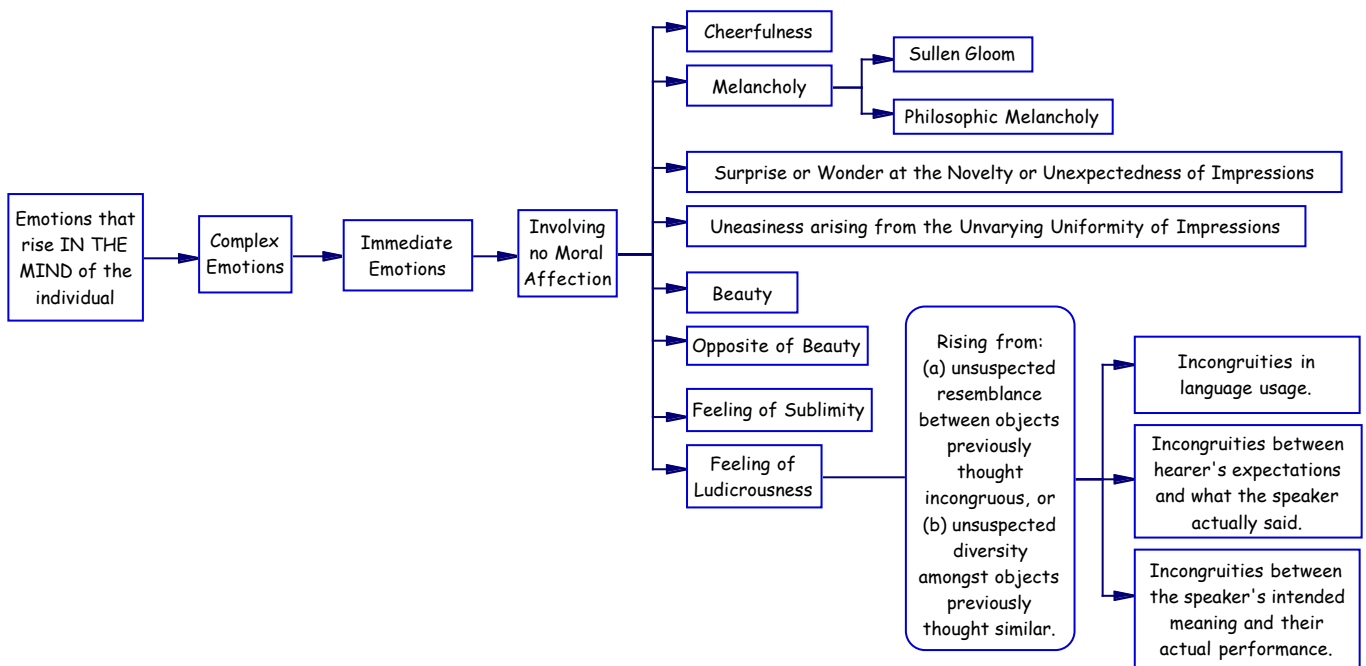 Emotions that
rise IN THE
MIND of the
individual
Complex
Emotions
Immediate
Emotions
Involving
no Moral
Affection
Cheerfulness
Melancholy
Sullen Gloom
Philosophic Melancholy
Surprise or Wonder at the Novelty or Unexpectedness of Impressions
Uneasiness arising from the Unvarying Uniformity of Impressions
Beauty
Opposite of Beauty
Feeling of Sublimity
Feeling of
Ludicrousness
Rising from:
(a) unsuspected
resemblance
between objects
previously
thought
incongruous, or
(b) unsuspected
diversity
amongst objects
previously
thought similar.
Incongruities in
language usage.
Incongruities between
hearer's expectations
and what the speaker
actually said.
Incongruities between
the speaker's intended
meaning and their
actual performance.